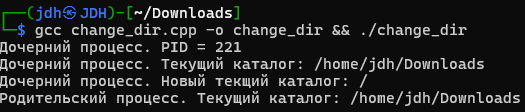 ┌──(jdh㉿JDH)-[~/Downloads]
└─$ gcc change_dir.cpp -o change_dir && ./change_dir
Дочерний процесс. PID = 221
Дочерний процесс. Текущий каталог: /home/jdh/Downloads
Дочерний процесс. Новый текщий каталог: /
Родительский процесс. Текущий каталог: /home/jdh/Downloads